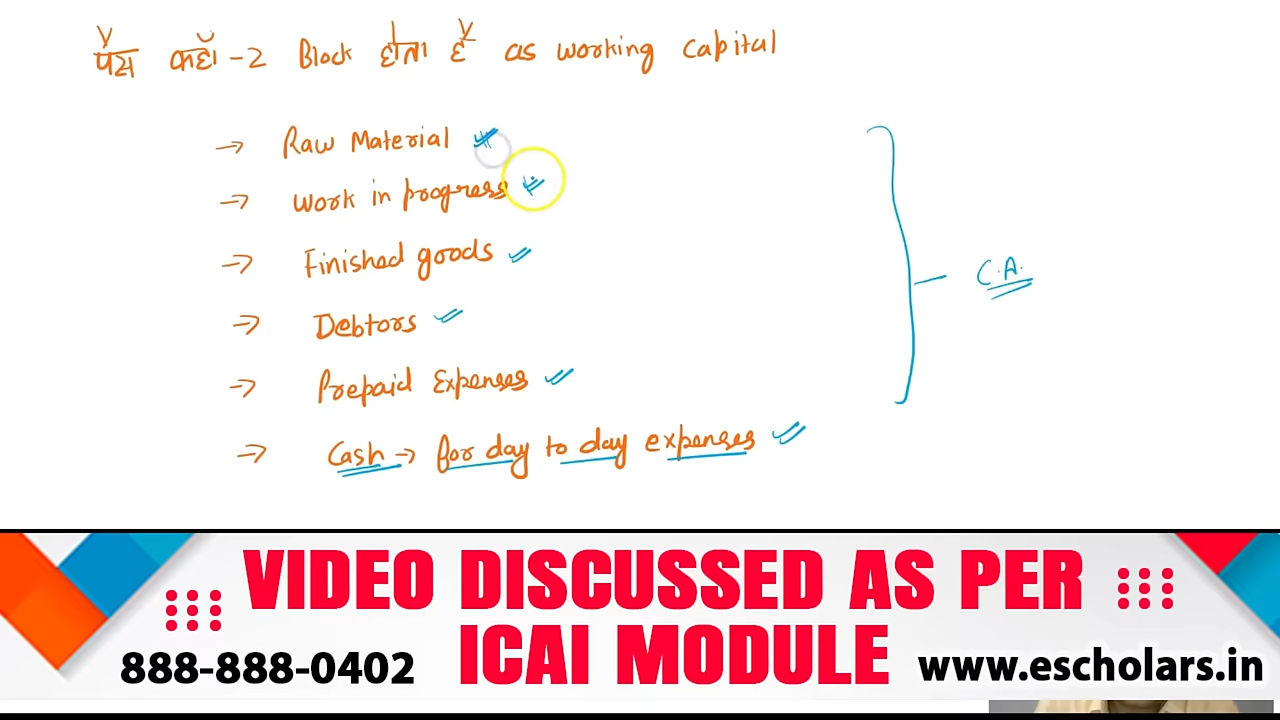 पैसा कहाँ-2 Block होता है as working capital
→ Raw Material
→ Work in progress
→ Finished goods
→ Debtors
→ Prepaid Expenses
→ Cash → for day to day expenses
C.A.
VIDEO DISCUSSED AS PER
ICAI MODULE
888-888-0402
www.escholars.in